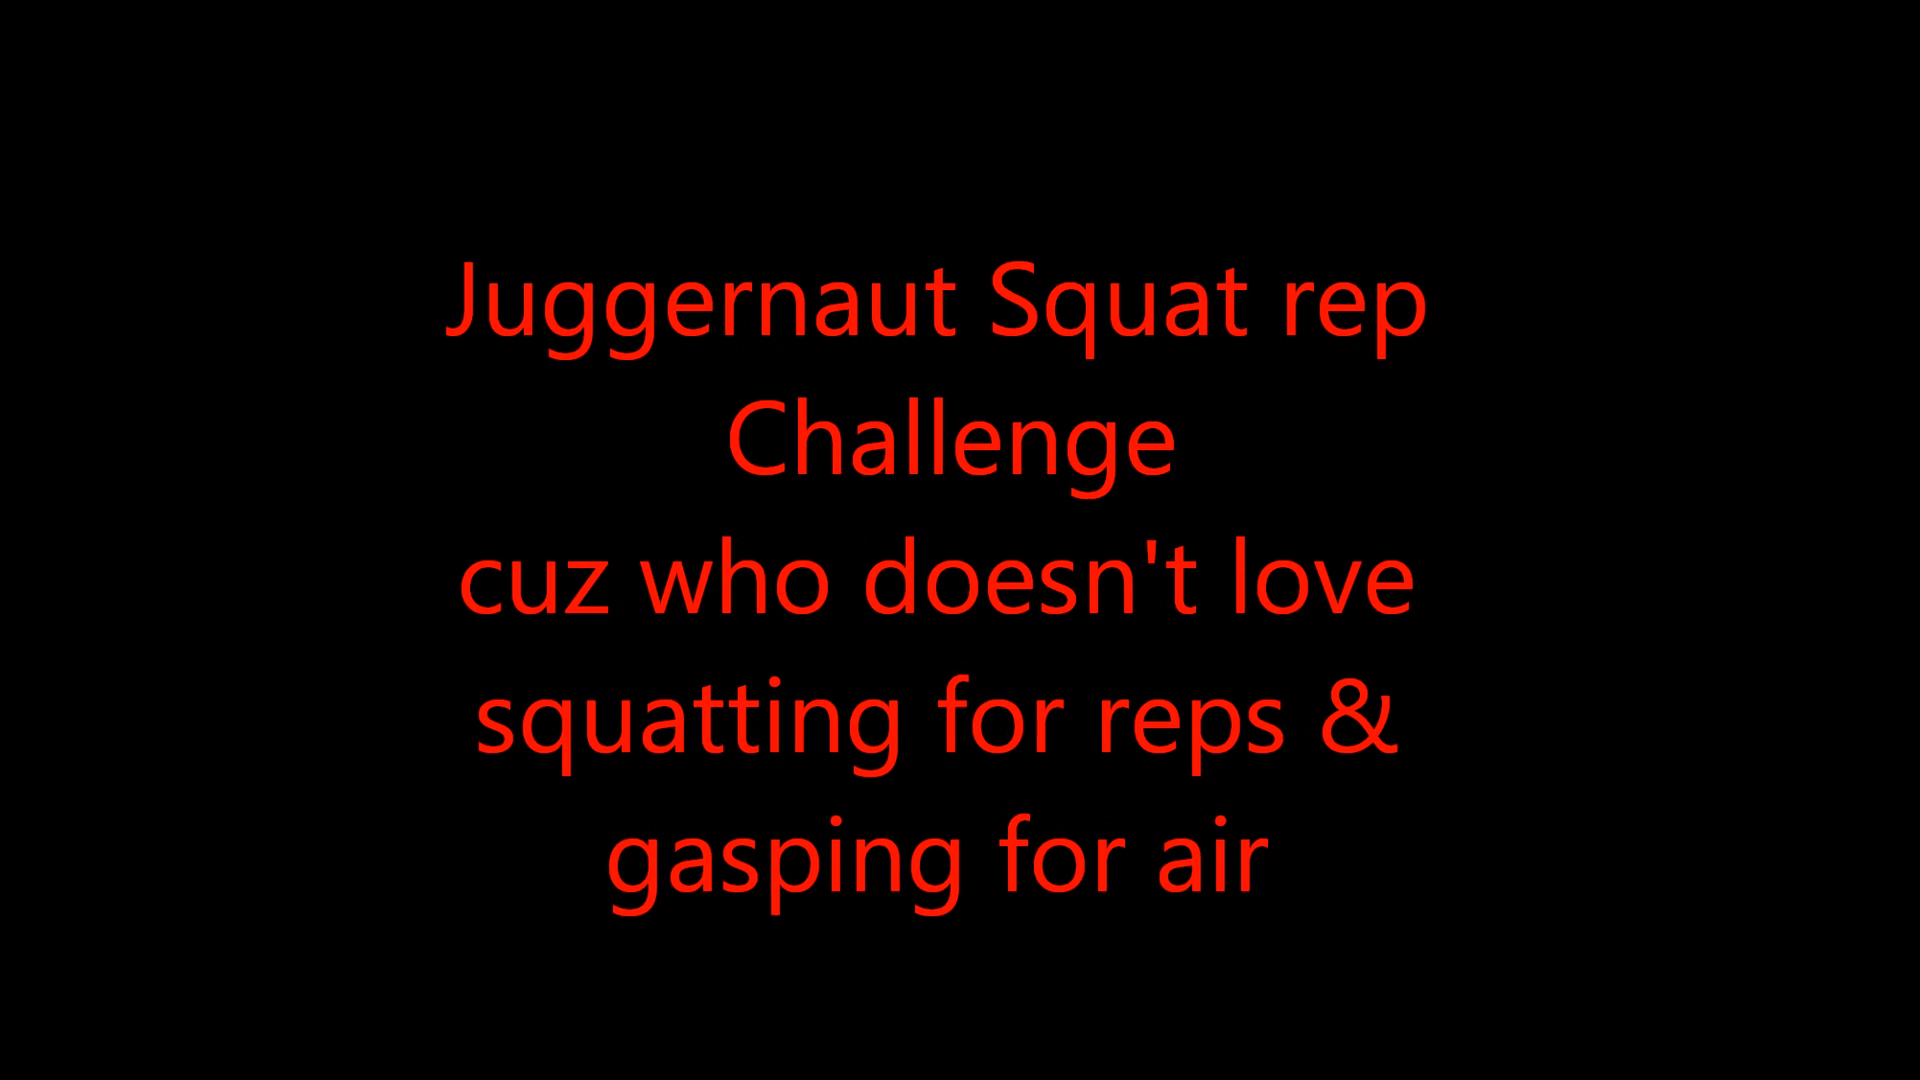 Juggernaut Squat rep
Challenge
cuz who doesn't love
squatting for reps &
gasping for air